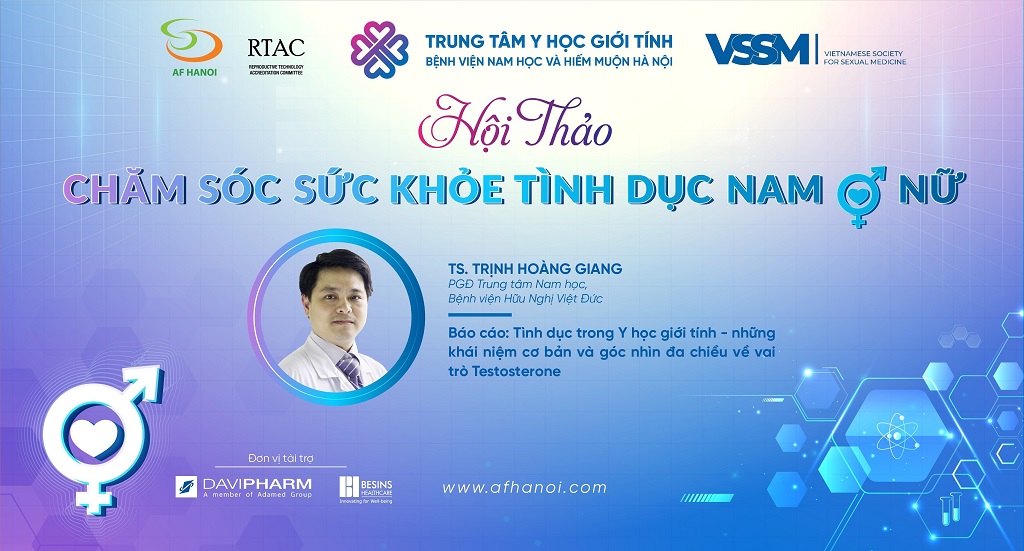 AF HANOI
RTAC
REPRODUCTIVE TECHNOLOGY
ACCREDITATION COMMITTEE
TRUNG TÂM Y HỌC GIỚI TÍNH
BỆNH VIỆN NAM HỌC VÀ HIẾM MUỘN HÀ NỘI
VSSM
VIETNAMESE SOCIETY
FOR SEXUAL MEDICINE
Hội Thảo
CHĂM SÓC SỨC KHỎE TÌNH DỤC NAM NỮ
TS. TRỊNH HOÀNG GIANG
PGĐ Trung tâm Nam học,
Bệnh viện Hữu Nghị Việt Đức
Báo cáo: Tình dục trong Y học giới tính - những
khái niệm cơ bản và góc nhìn đa chiều về vai
trò Testosterone
Đơn vị tài trợ
DAVIPHARM
A member of Adamed Group
BESINS
HEALTHCARE
Innovating for Well-being
www.afhanoi.com